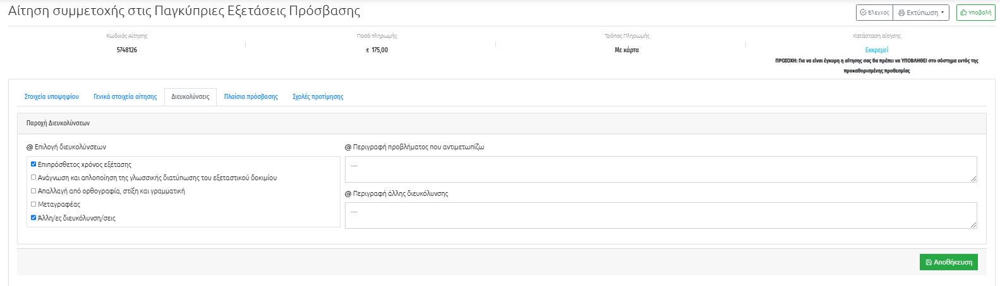 Αίτηση συμμετοχής στις Παγκύπριες Εξετάσεις Πρόσβασης
Έλεγχος
Εκτύπωση
Υποβολή
Κωδικός Αίτησης
5748126
Ποσό πληρωμής
€ 175,00
Τρόπος Πληρωμής
Με κάρτα
Κατάσταση αίτησης
Εκκρεμεί
ΠΡΟΣΟΧΗ: Για να είναι έγκυρη η αίτησης σας θα πρέπει να ΥΠΟΒΛΗΘΕΙ στο σύστημα εντός της
προκαθορισμένης προθεσμίας
Στοιχεία υποψηφίου
Γενικά στοιχεία αίτησης
Διευκολύνσεις
Πλαίσια πρόσβασης
Σχολές προτίμησης
Παροχή Διευκολύνσεων
@ Επιλογή διευκολύνσεων
Επιπρόσθετος χρόνος εξέτασης
Ανάγνωση και απλοποίηση της γλωσσικής διατύπωσης του εξεταστικού δοκιμίου
Απαλλαγή από ορθογραφία, στίξη και γραμματική
Μεταγραφέας
Άλλη/ες διευκόλυνση/σεις
@ Περιγραφή προβλήματος που αντιμετωπίζω
.....
@ Περιγραφή άλλης διευκόλυνσης
.....
Αποθήκευση